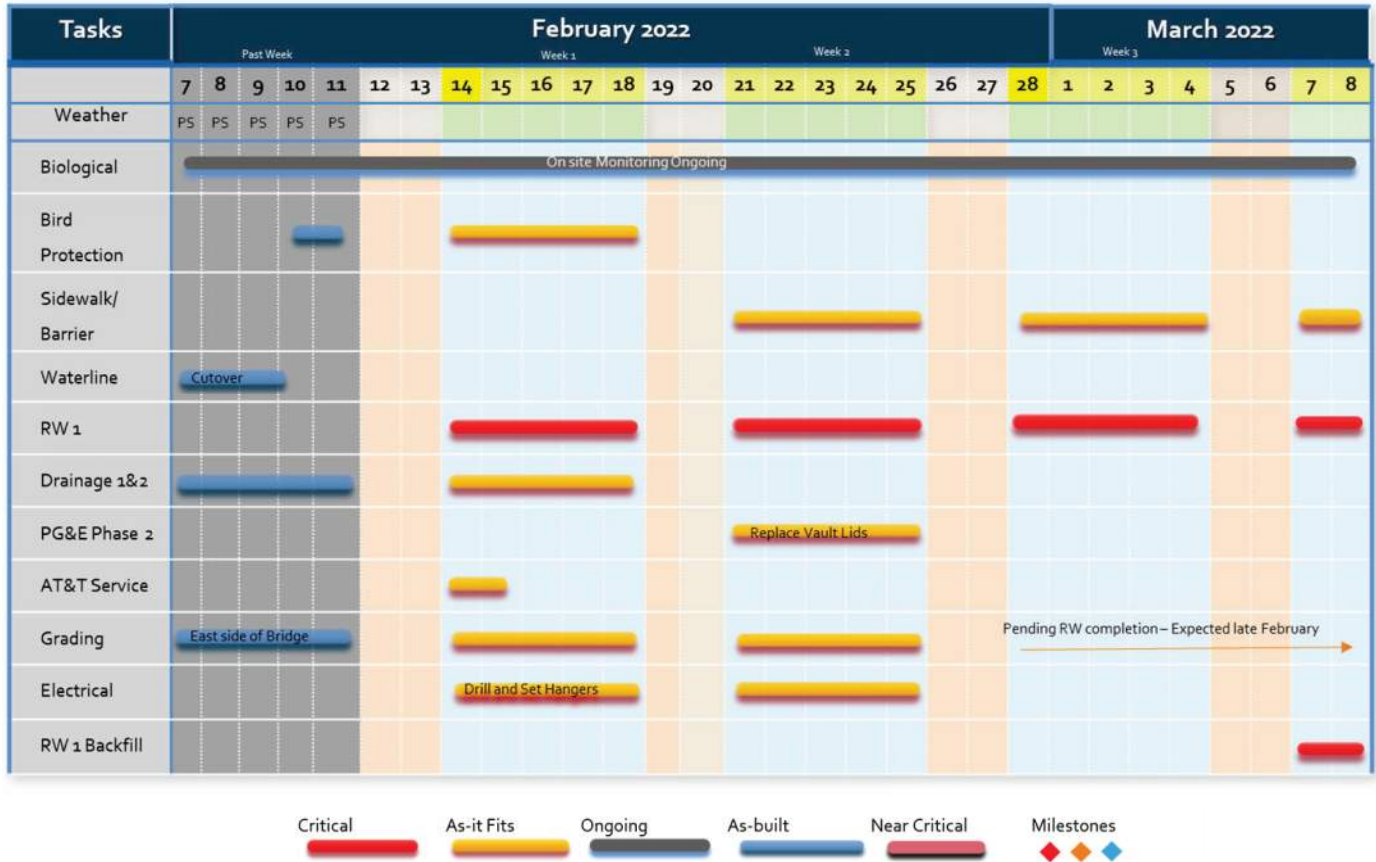 Tasks
February 2022
March 2022
Past Week
Week 1
Week 2
Week 3
7 8 9 10 11 12 13 14 15 16 17 18 19 20 21 22 23 24 25 26 27 28 1 2 3 4 5 6 7 8
Weather
PS PS PS PS PS
Biological
On site Monitoring Ongoing
Bird
Protection
Sidewalk/
Barrier
Waterline
Cutover
RW 1
Drainage 1&2
PG&E Phase 2
Replace Vault Lids
AT&T Service
Grading
East side of Bridge
Pending RW completion – Expected late February
Electrical
Drill and Set Hangers
RW 1 Backfill
Critical
As-it Fits
Ongoing
As-built
Near Critical
Milestones